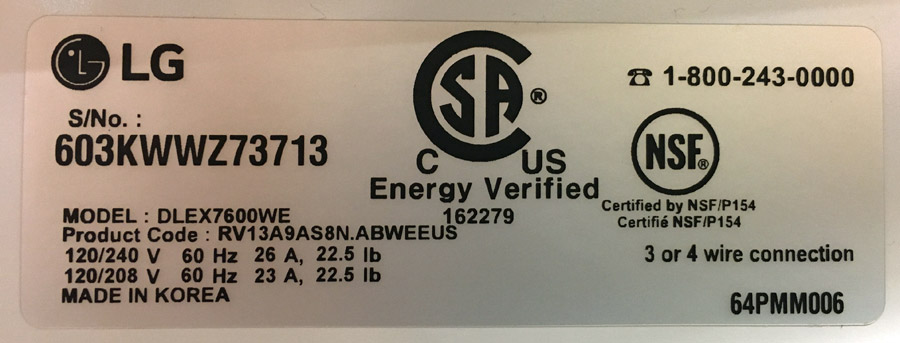 LG
S/No. :
603KWWZ73713
MODEL : DLEX7600WE
Product Code : RV13A9AS8N.ABWEEUS
120/240 V 60 Hz 26 A, 22.5 lb
120/208 V 60 Hz 23 A, 22.5 lb
MADE IN KOREA
CSA®
C US
Energy Verified
162279
☎ 1-800-243-0000
NSF®
Certified by NSF/P154
Certifié NSF/P154
3 or 4 wire connection
64PMM006